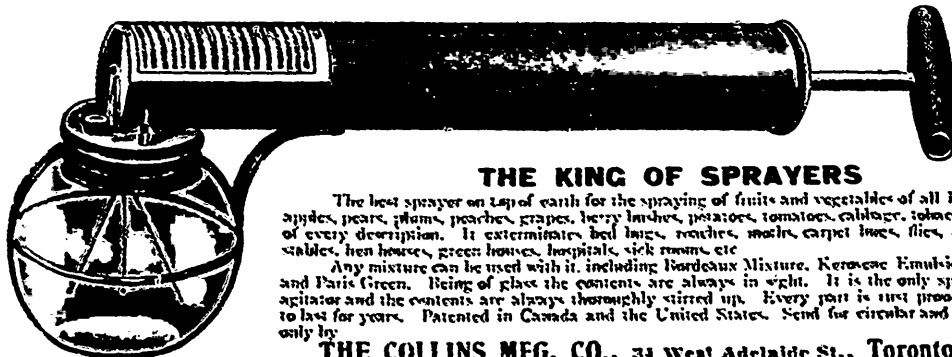 THE KING OF SPRAYERS
The best sprayer on top of earth for the spraying of fruits and vegetables of all
apples, pears, plums, peaches, grapes, berry bushes, potatoes, tomatoes, cabbage,
of every description. It exterminates bed bugs, roaches, moths, carpet bugs, flies,
stables, hen houses, green houses, hospitals, sick rooms, etc
Any mixture can be used with it, including Bordeaux Mixture, Kerosene
and Paris Green. Being of glass the contents are always in sight. It is the only
agitator and the contents are always thoroughly stirred up. Every part is rust
to last for years. Patented in Canada and the United States. Send for circular and
only by
THE COLLINS MFG. CO., 34 West Adelaide St., Toronto